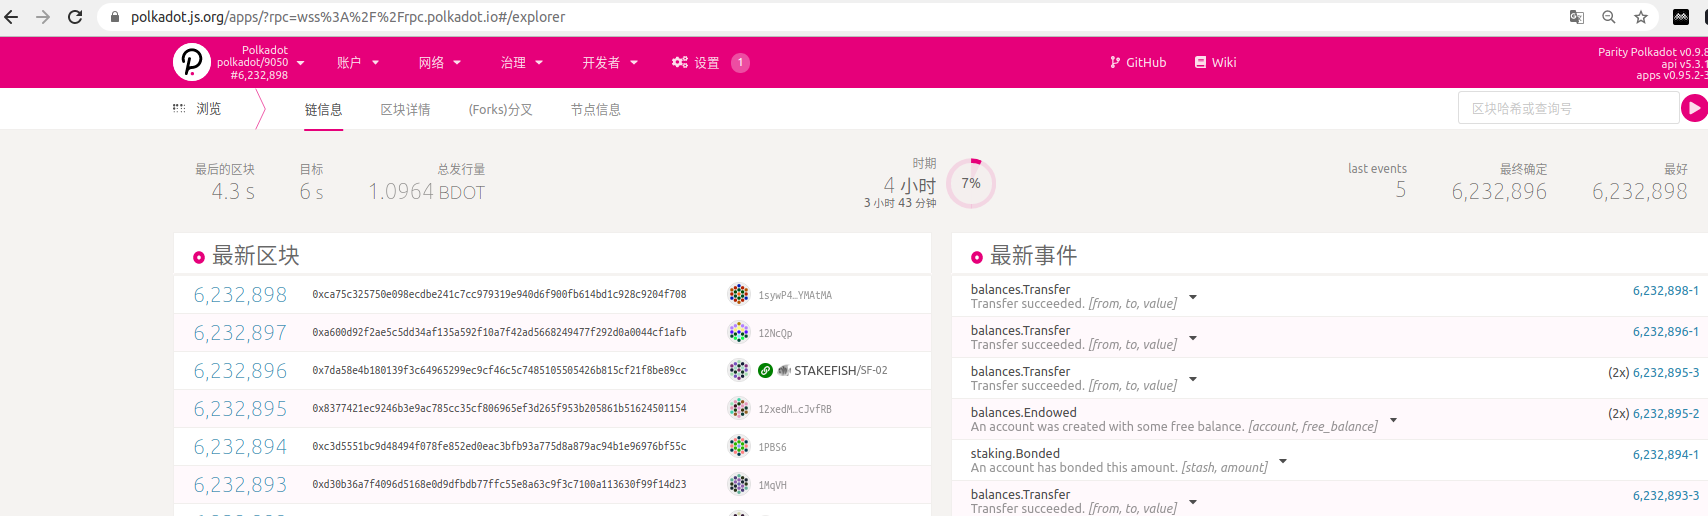 polkadot.js.org/apps/?rpc=wss%3A%2F%2Frpc.polkadot.io#/explorer
Polkadot
polkadot/9050
#6,232,898
账户
网络
治理
开发者
设置
1
GitHub
Wiki
Parity Polkadot v0.9.8
api v5.3.1
apps v0.95.2-3
浏览
链信息
区块详情
(Forks)分叉
节点信息
区块哈希或查询号
最后的区块
4.3 s
目标
6 s
总发行量
1.0964 BDOT
时期
4 小时
3 小时 43 分钟
7%
last events
5
最终确定
6,232,896
最好
6,232,898
最新区块
6,232,898 0xca75c325750e098ecdbe241c7cc979319e940d6f900fb614bd1c928c9204f708 1sywP4…YMAtMA
6,232,897 0xa600d92f2ae5c5dd34af135a592f10a7f42ad5668249477f292d0a0044cf1afb 12NcQp
6,232,896 0x7da58e4b180139f3c64965299ec9cf46c5c7485105505426b815cf21f8be89cc STAKEFISH/SF-02
6,232,895 0x8377421ec9246b3e9ac785cc35cf806965ef3d265f953b205861b51624501154 12xedM…cJvfRB
6,232,894 0xc3d5551bc9d48494f078fe852ed0eac3bfb93a775d8a879ac94b1e96976bf55c 1PBS6
6,232,893 0xd30b36a7f4096d5168e0d9dfbdb77ffc55e8a63c9f3c7100a113630f99f14d23 1MqVH
最新事件
balances.Transfer 6,232,898-1
Transfer succeeded. [from, to, value]
balances.Transfer 6,232,896-1
Transfer succeeded. [from, to, value]
balances.Transfer (2x) 6,232,895-3
Transfer succeeded. [from, to, value]
balances.Endowed (2x) 6,232,895-2
An account was created with some free balance. [account, free_balance]
staking.Bonded 6,232,894-1
An account has bonded this amount. [stash, amount]
balances.Transfer 6,232,893-3
Transfer succeeded. [from, to, value]